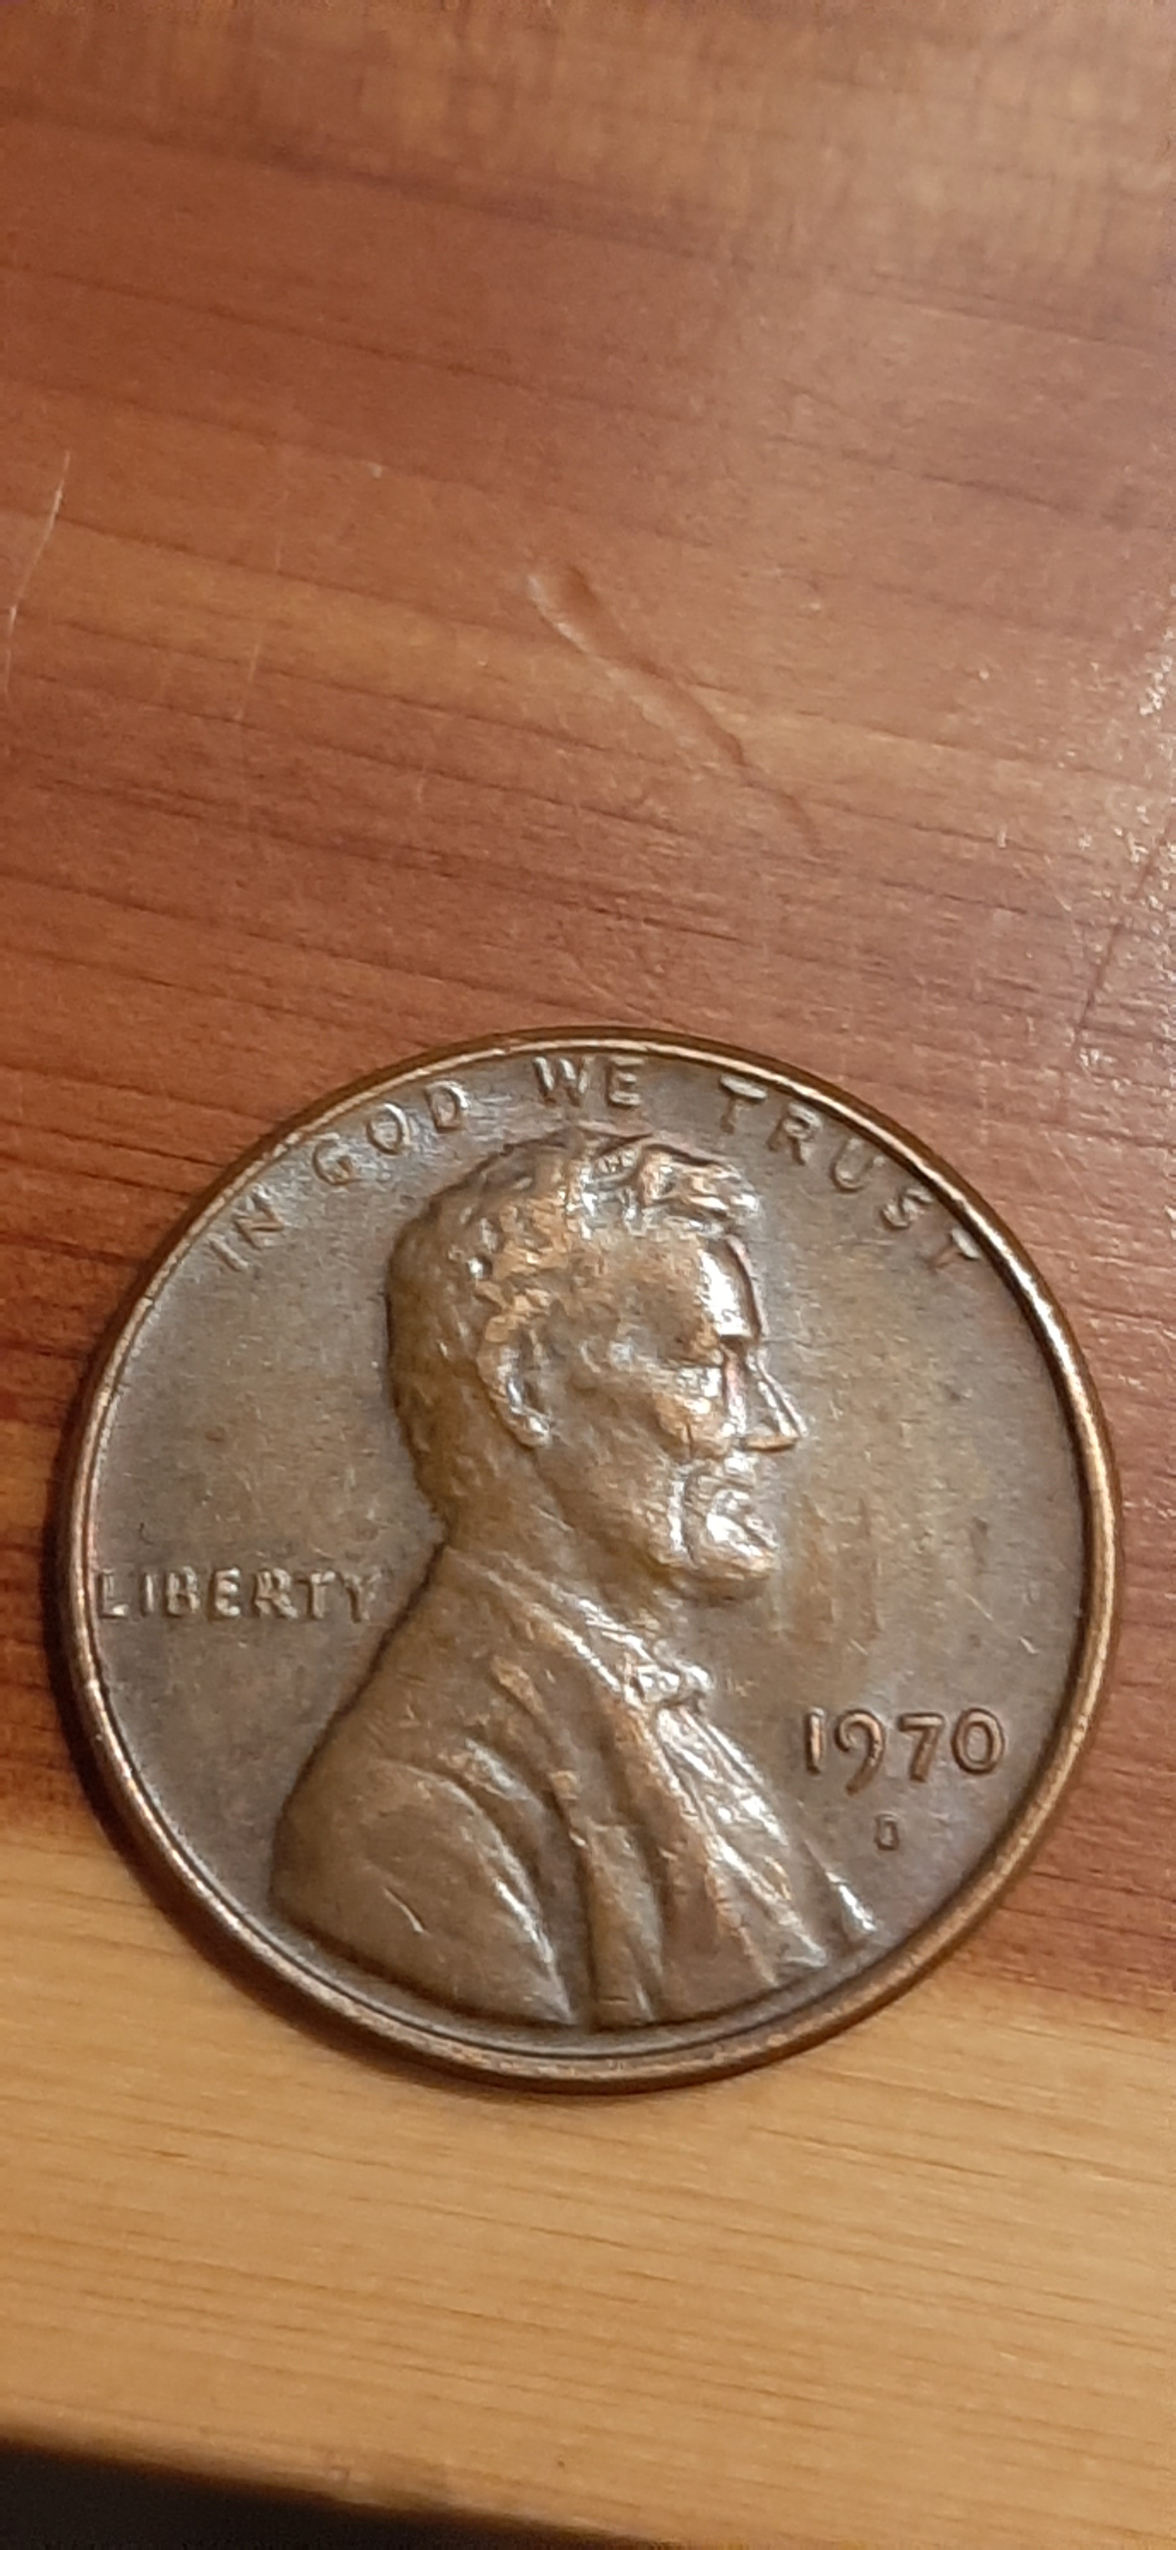 IN GOD WE TRUST
LIBERTY
1970
D